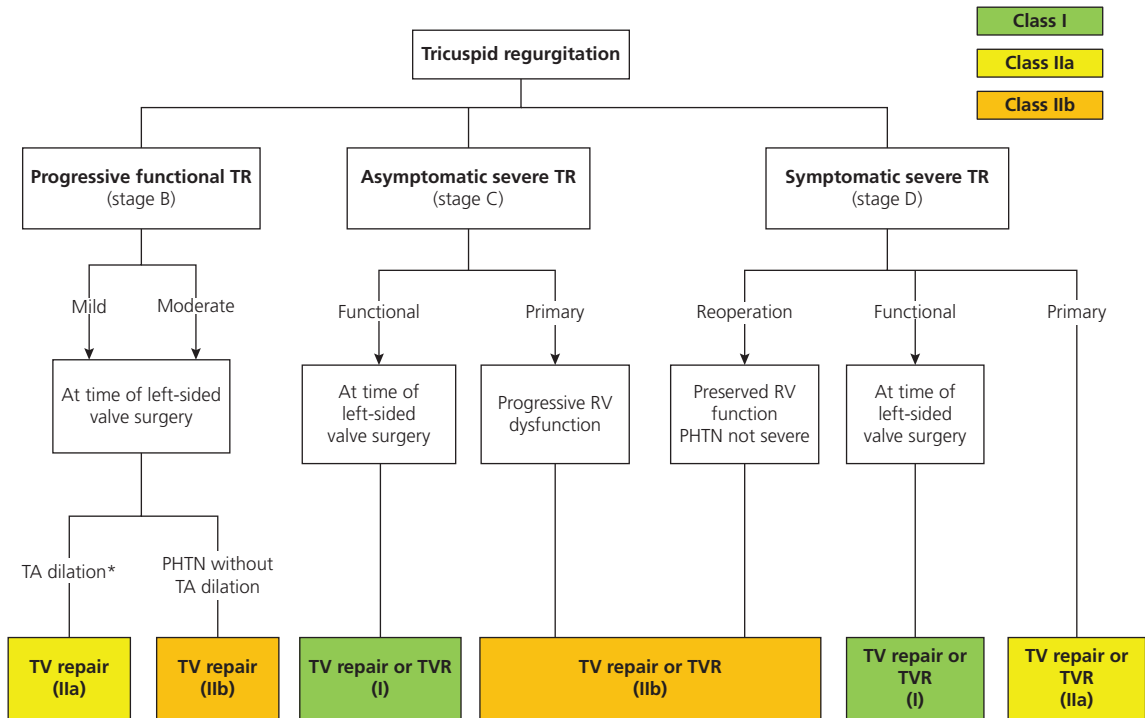 Class I
Class IIa
Class IIb
Tricuspid regurgitation
Progressive functional TR
(stage B)
Asymptomatic severe TR
(stage C)
Symptomatic severe TR
(stage D)
Mild
Moderate
Functional
Primary
Reoperation
Functional
Primary
At time of left-sided
valve surgery
At time of
left-sided
valve surgery
Progressive RV
dysfunction
Preserved RV
function
PHTN not severe
At time of
left-sided
valve surgery
TA dilation*
PHTN without
TA dilation
TV repair
(IIa)
TV repair
(IIb)
TV repair or TVR
(I)
TV repair or TVR
(IIb)
TV repair or
TVR
(I)
TV repair or
TVR
(IIa)